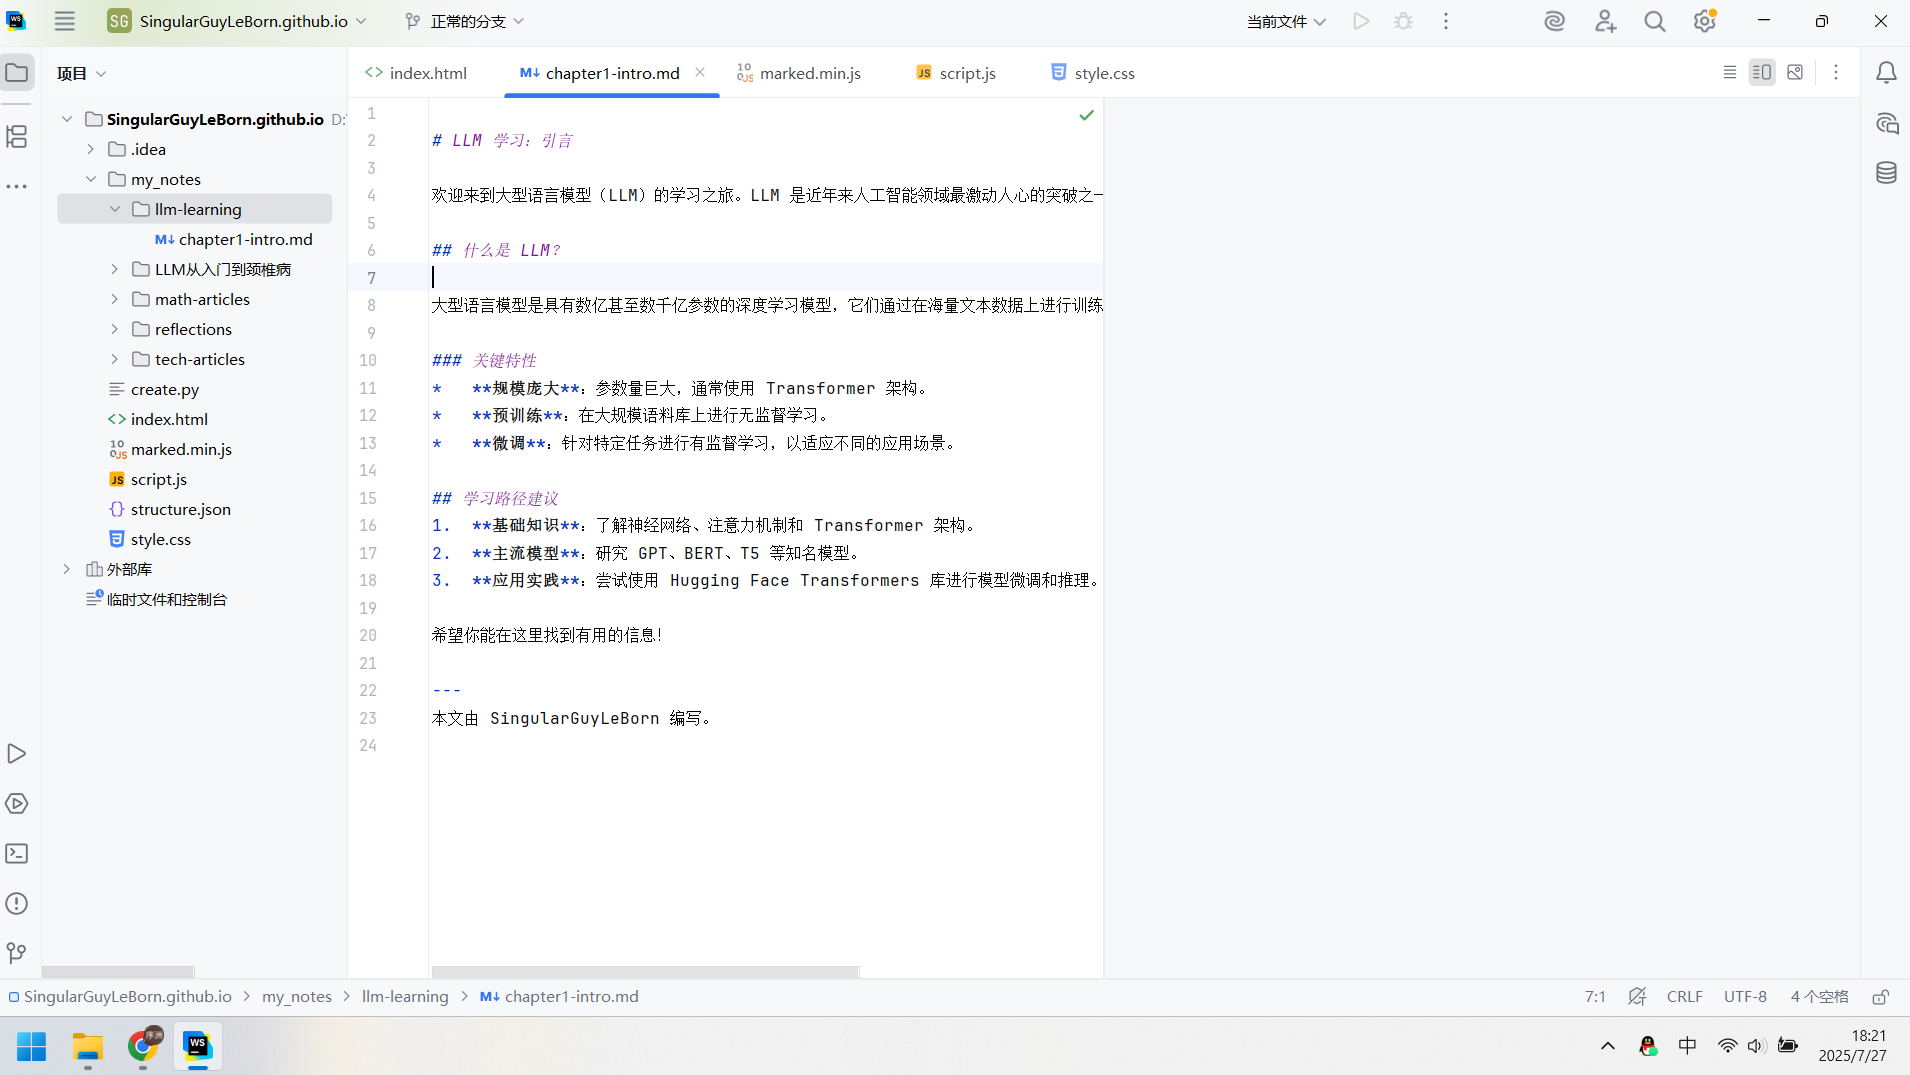 SG SingularGuyLeBorn.github.io 正常的分支 当前文件
项目
index.html chapter1-intro.md marked.min.js script.js style.css
SingularGuyLeBorn.github.io D:
.idea
my_notes
llm-learning
chapter1-intro.md
LLM从入门到颈椎病
math-articles
reflections
tech-articles
create.py
index.html
marked.min.js
script.js
structure.json
style.css
外部库
临时文件和控制台
1
2 # LLM 学习：引言
3
4 欢迎来到大型语言模型（LLM）的学习之旅。LLM 是近年来人工智能领域最激动人心的突破之一
5
6 ## 什么是 LLM？
7
8 大型语言模型是具有数亿甚至数千亿参数的深度学习模型，它们通过在海量文本数据上进行训练
9
10 ### 关键特性
11 *   **规模庞大**：参数量巨大，通常使用 Transformer 架构。
12 *   **预训练**：在大规模语料库上进行无监督学习。
13 *   **微调**：针对特定任务进行有监督学习，以适应不同的应用场景。
14
15 ## 学习路径建议
16 1.  **基础知识**：了解神经网络、注意力机制和 Transformer 架构。
17 2.  **主流模型**：研究 GPT、BERT、T5 等知名模型。
18 3.  **应用实践**：尝试使用 Hugging Face Transformers 库进行模型微调和推理。
19
20 希望你能在这里找到有用的信息！
21
22 ---
23 本文由 SingularGuyLeBorn 编写。
24
SingularGuyLeBorn.github.io > my_notes > llm-learning > chapter1-intro.md 7:1 CRLF UTF-8 4 个空格
中 18:21
2025/7/27